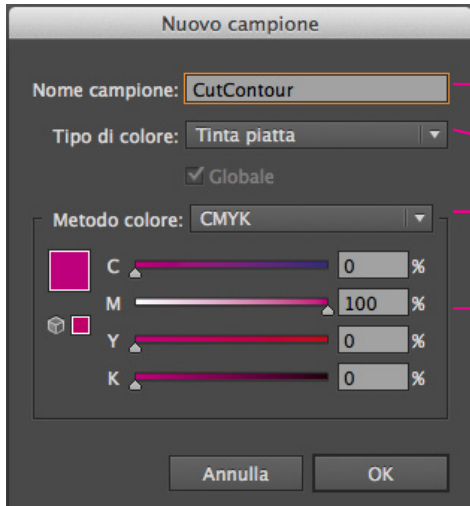 Nuovo campione
Nome campione: CutContour
Tipo di colore: Tinta piatta
Globale
Metodo colore: CMYK
C 0 %
M 100 %
Y 0 %
K 0 %
Annulla OK